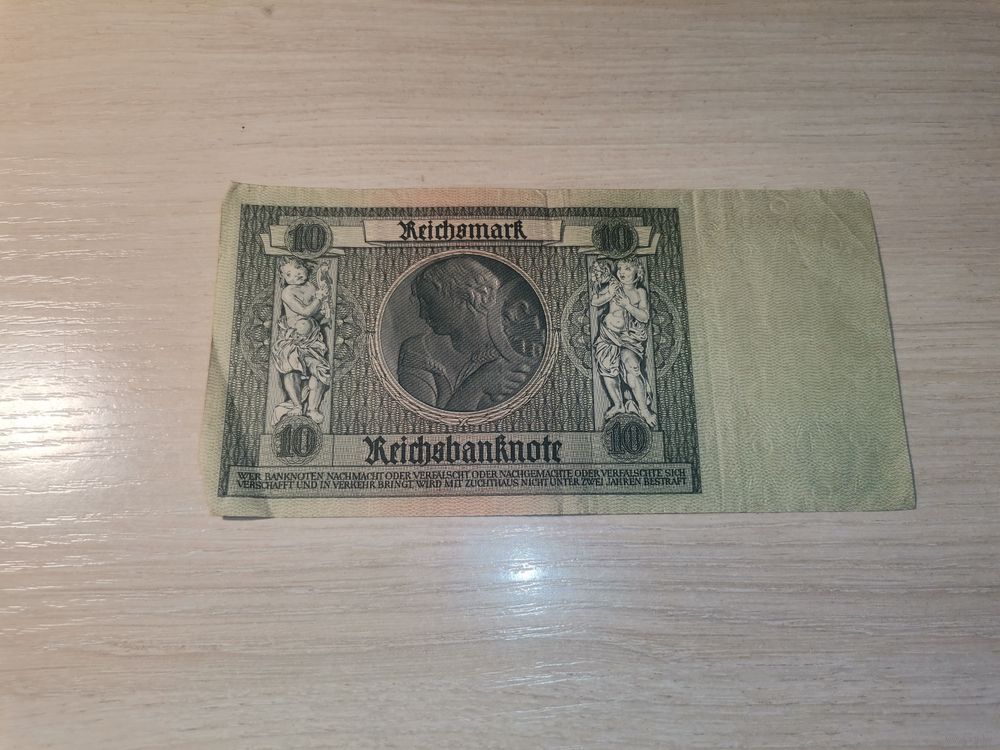 10 Reichsmark 10
10 Reichsbanknote 10
WER BANKNOTEN NACHMACHT ODER VERFÄLSCHT ODER NACHGEMACHTE ODER VERFÄLSCHTE SICH
VERSCHAFFT UND IN VERKEHR BRINGT, WIRD MIT ZUCHTHAUS NICHT UNTER ZWEI JAHREN BESTRAFT